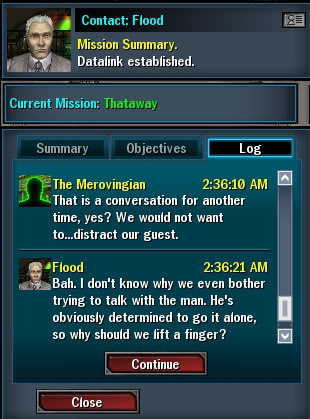 Contact: Flood
Mission Summary.
Datalink established.
Current Mission: Thataway
Summary
Objectives
Log
The Merovingian 2:36:10 AM
That is a conversation for another
time, yes? We would not want
to...distract our guest.
Flood 2:36:21 AM
Bah. I don't know why we even bother
trying to talk with the man. He's
obviously determined to go it alone,
so why should we lift a finger?
Continue
Close